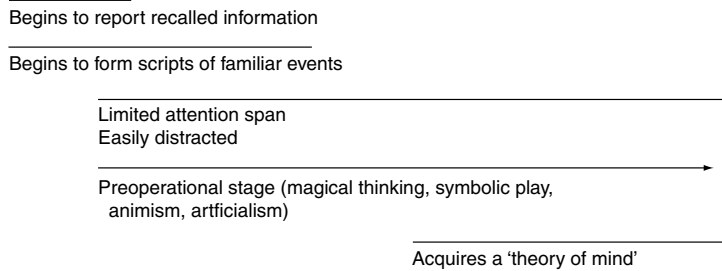 Begins to report recalled information
Begins to form scripts of familiar events
Limited attention span
Easily distracted
Preoperational stage (magical thinking, symbolic play,
animism, artficialism)
Acquires a ‘theory of mind’